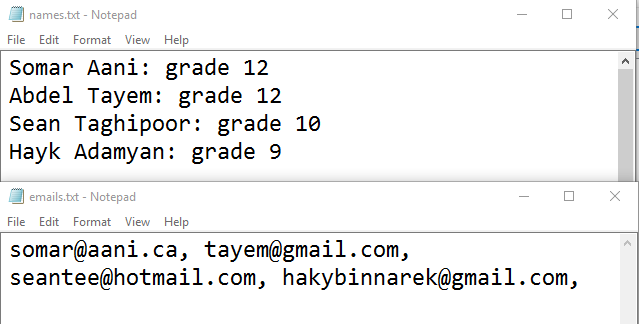 names.txt - Notepad
File Edit Format View Help
Somar Aani: grade 12
Abdel Tayem: grade 12
Sean Taghipoor: grade 10
Hayk Adamyan: grade 9
emails.txt - Notepad
File Edit Format View Help
somar@aani.ca, tayem@gmail.com,
seantee@hotmail.com, hakybinnarek@gmail.com,